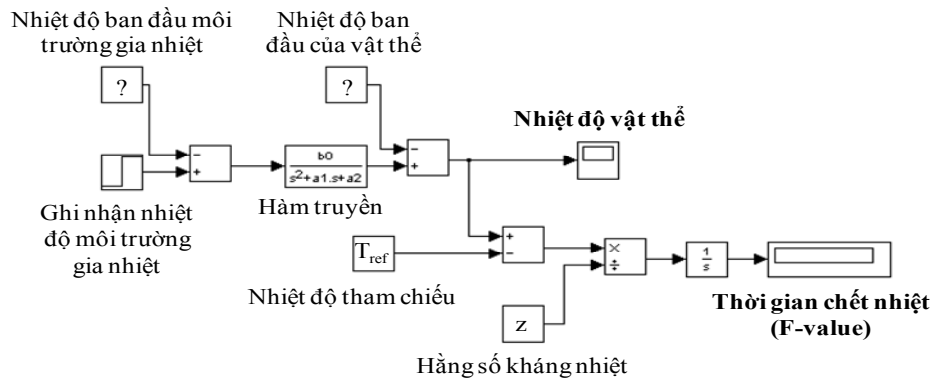 Nhiệt độ ban đầu môi
trường gia nhiệt
Nhiệt độ ban
đầu của vật thể
?
?
Nhiệt độ vật thể
-
+
b0
s²+a1.s+a2
-
+
Ghi nhận nhiệt
độ môi trường
gia nhiệt
Hàm truyền
T_ref
+
-
×
÷
1
s
Nhiệt độ tham chiếu
z
Thời gian chết nhiệt
(F-value)
Hằng số kháng nhiệt